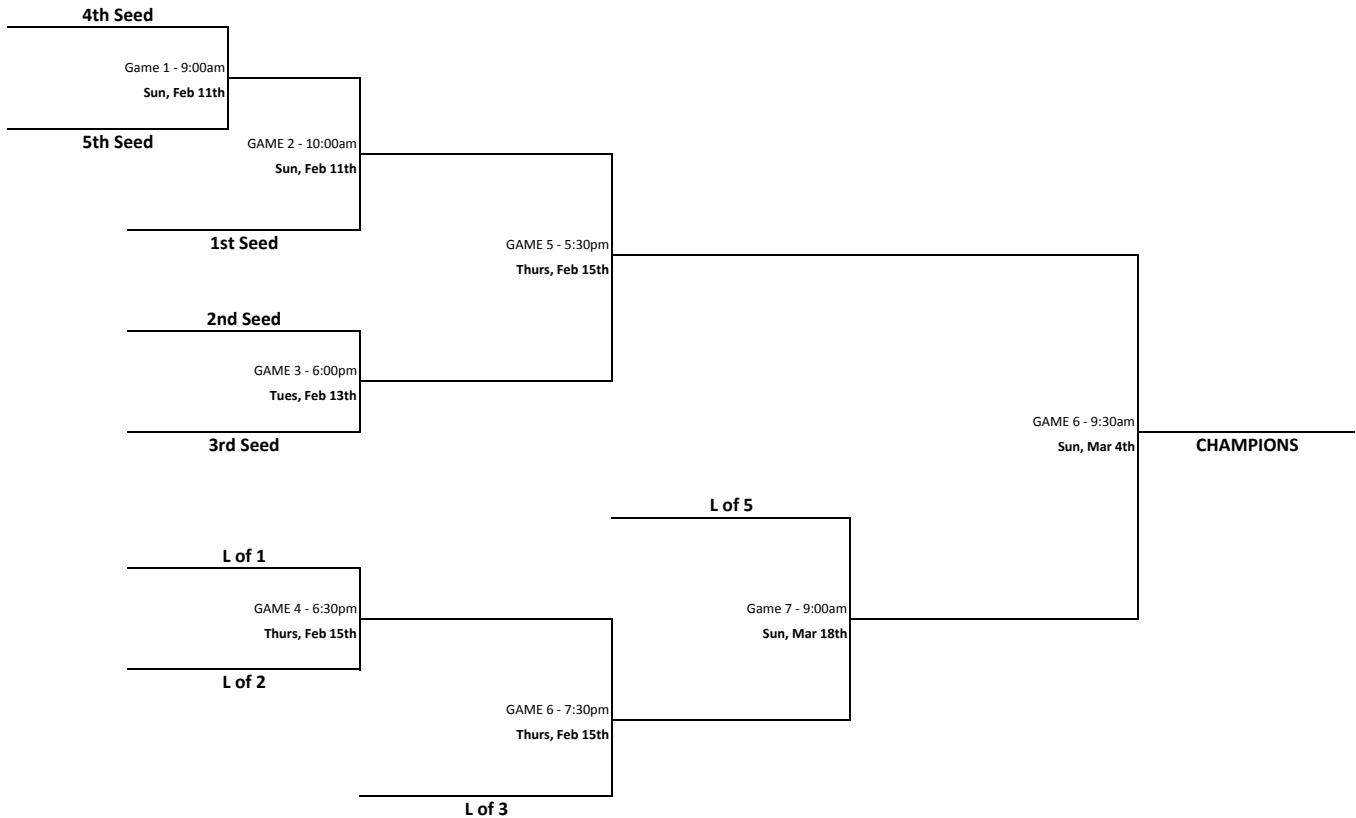 4th Seed
Game 1 - 9:00am
Sun, Feb 11th
5th Seed
GAME 2 - 10:00am
Sun, Feb 11th
1st Seed
GAME 5 - 5:30pm
Thurs, Feb 15th
2nd Seed
GAME 3 - 6:00pm
Tues, Feb 13th
3rd Seed
GAME 6 - 9:30am
Sun, Mar 4th
CHAMPIONS
L of 5
L of 1
GAME 4 - 6:30pm
Thurs, Feb 15th
Game 7 - 9:00am
Sun, Mar 18th
L of 2
GAME 6 - 7:30pm
Thurs, Feb 15th
L of 3